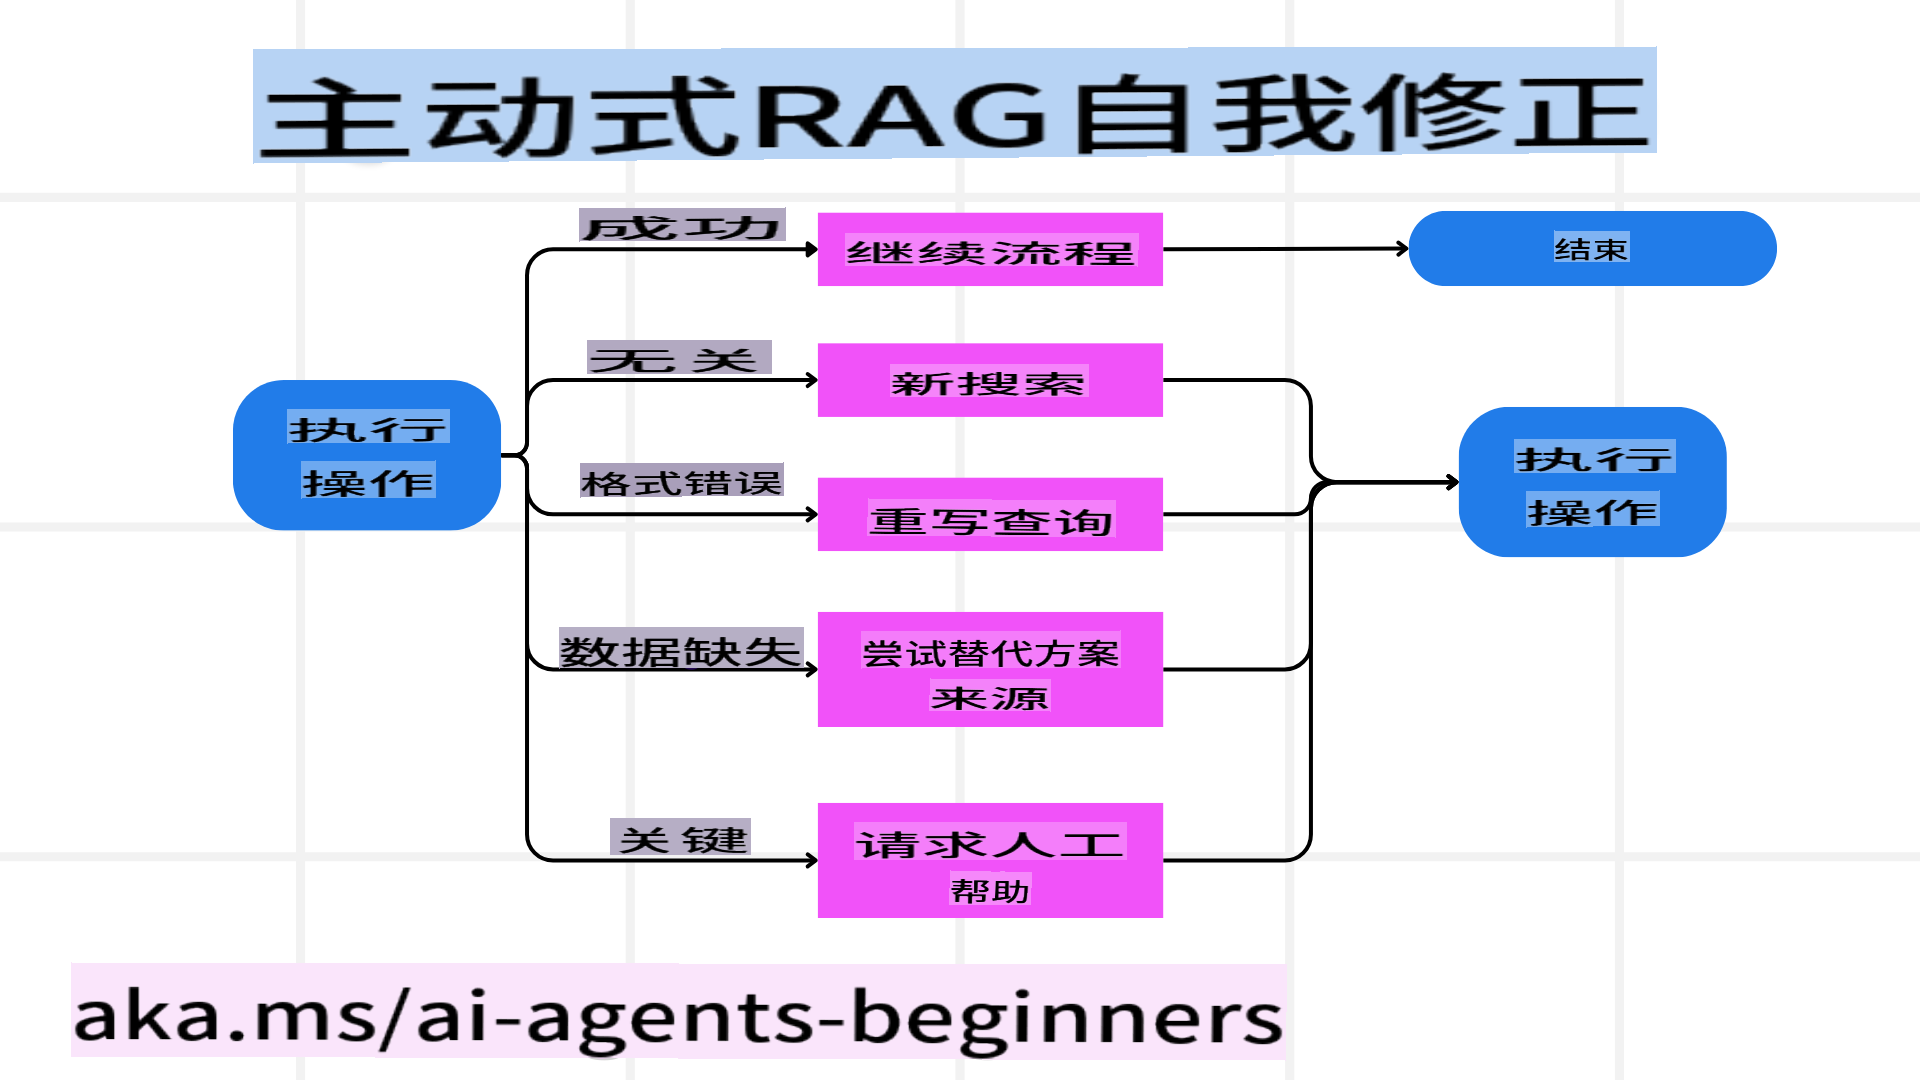 主动式RAG自我修正
成功
继续流程
结束
无关
新搜索
执行
操作
格式错误
重写查询
执行
操作
数据缺失
尝试替代方案
来源
关键
请求人工
帮助
aka.ms/ai-agents-beginners